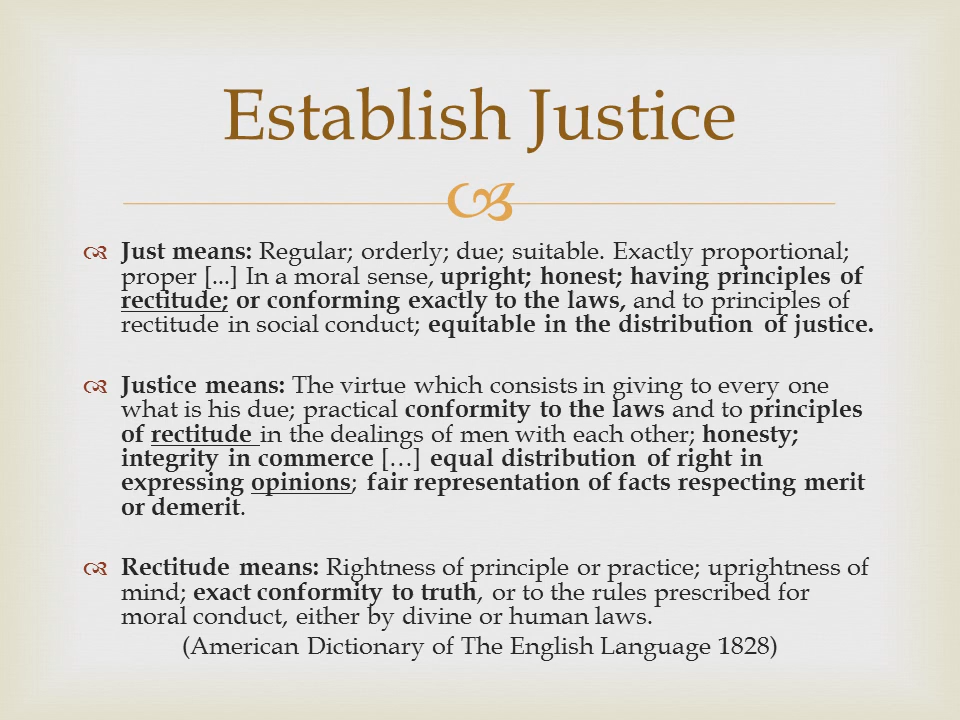 Establish Justice
Just means: Regular; orderly; due; suitable. Exactly proportional;
proper [...] In a moral sense, upright; honest; having principles of
rectitude; or conforming exactly to the laws, and to principles of
rectitude in social conduct; equitable in the distribution of justice.
Justice means: The virtue which consists in giving to every one
what is his due; practical conformity to the laws and to principles
of rectitude in the dealings of men with each other; honesty;
integrity in commerce […] equal distribution of right in
expressing opinions; fair representation of facts respecting merit
or demerit.
Rectitude means: Rightness of principle or practice; uprightness of
mind; exact conformity to truth, or to the rules prescribed for
moral conduct, either by divine or human laws.
(American Dictionary of The English Language 1828)